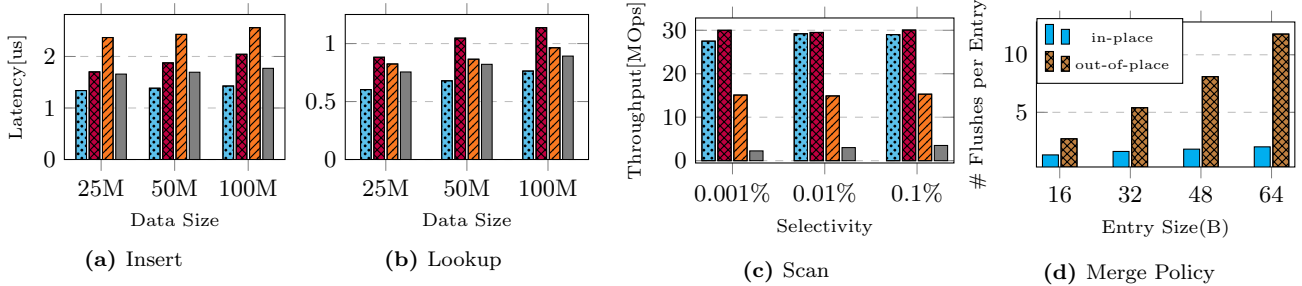 Latency[us]
2
1
0
25M 50M 100M
Data Size
(a) Insert
1
0.5
0
25M 50M 100M
Data Size
(b) Lookup
Throughput[MOps]
30
20
10
0
0.001% 0.01% 0.1%
Selectivity
(c) Scan
# Flushes per Entry
10
5
in-place
out-of-place
16 32 48 64
Entry Size(B)
(d) Merge Policy